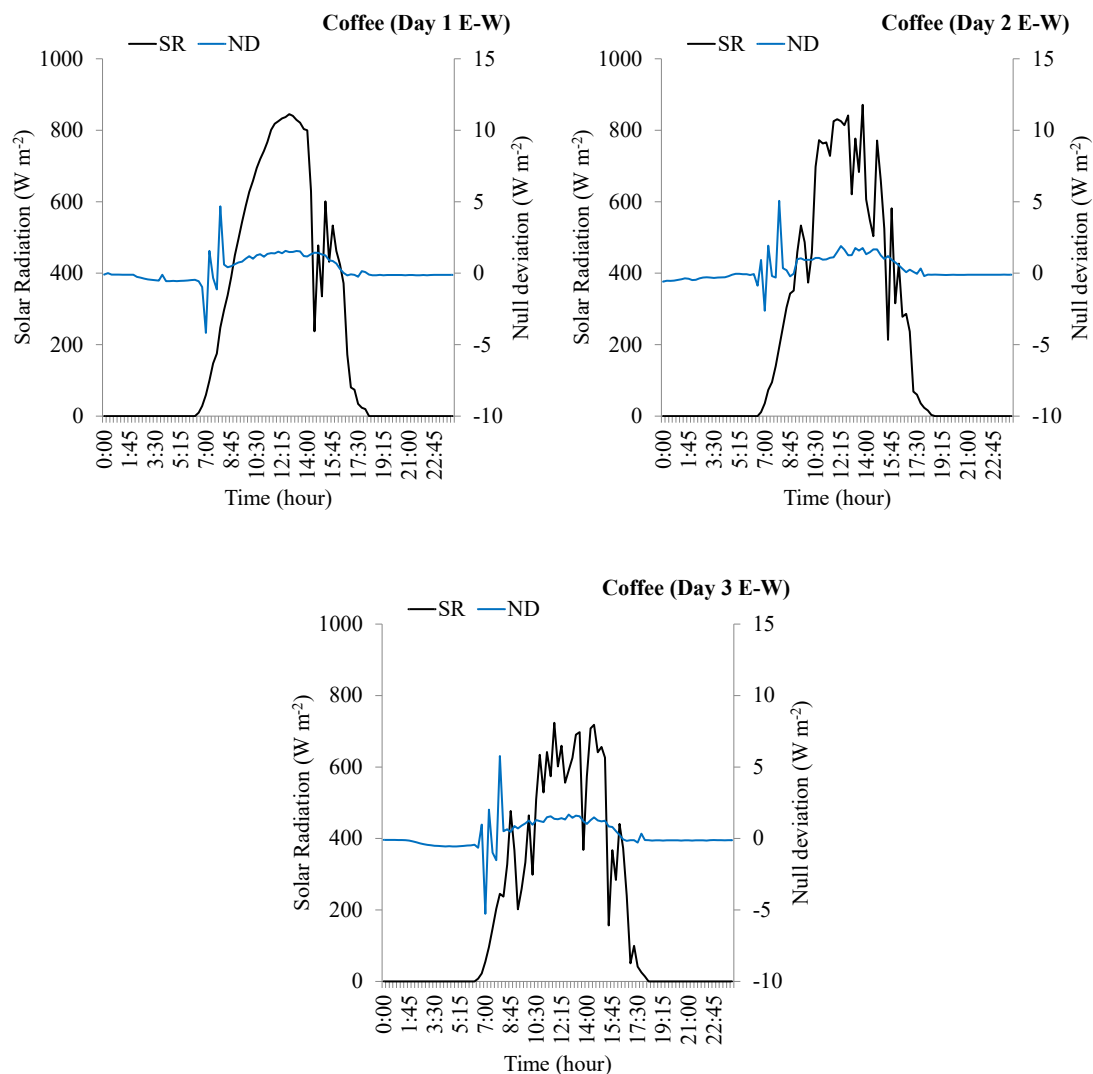 Coffee (Day 1 E-W)
SR ND
1000
800
600
400
200
0
15
10
5
0
-5
-10
Solar Radiation (W m-2)
Null deviation (W m-2)
0:00 1:45 3:30 5:15 7:00 8:45 10:30 12:15 14:00 15:45 17:30 19:15 21:00 22:45
Time (hour)
Coffee (Day 2 E-W)
SR ND
1000
800
600
400
200
0
15
10
5
0
-5
-10
Solar Radiation (W m-2)
Null deviation (W m-2)
0:00 1:45 3:30 5:15 7:00 8:45 10:30 12:15 14:00 15:45 17:30 19:15 21:00 22:45
Time (hour)
Coffee (Day 3 E-W)
SR ND
1000
800
600
400
200
0
15
10
5
0
-5
-10
Solar Radiation (W m-2)
Null deviation (W m-2)
0:00 1:45 3:30 5:15 7:00 8:45 10:30 12:15 14:00 15:45 17:30 19:15 21:00 22:45
Time (hour)